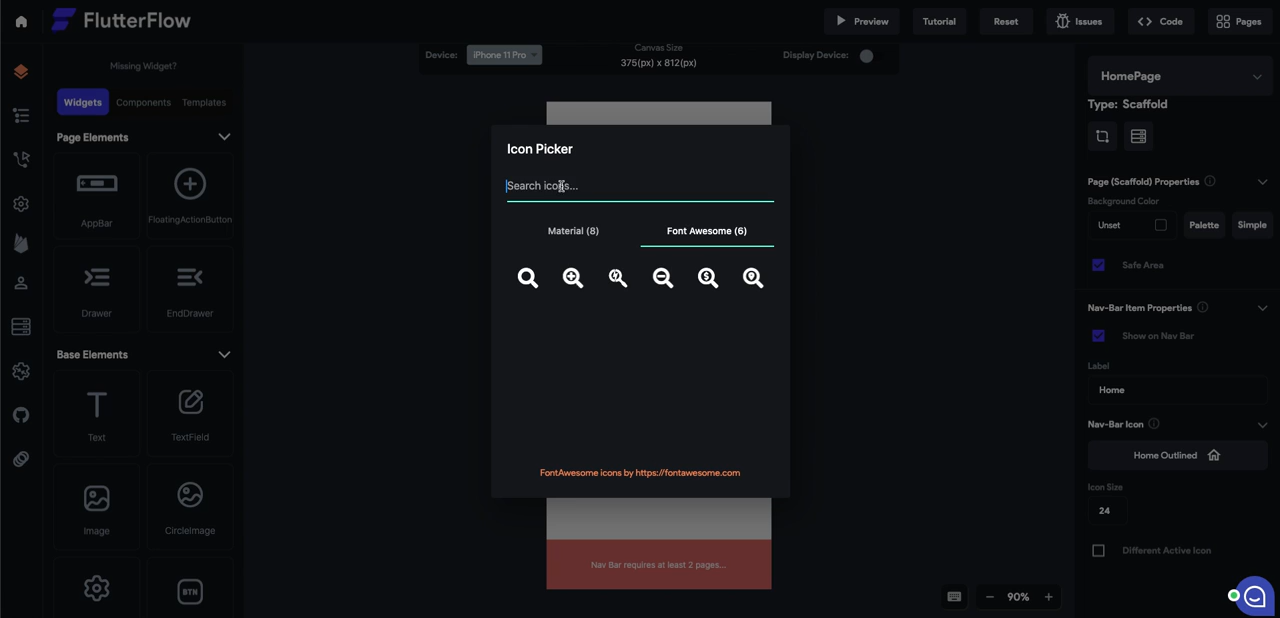 FlutterFlow
Preview
Tutorial
Reset
Issues
Code
Pages
Missing Widget?
Widgets
Components
Templates
Page Elements
AppBar
FloatingActionButton
Drawer
EndDrawer
Base Elements
Text
TextField
Image
CircleImage
BTN
Device:
iPhone 11 Pro
Canvas Size
375(px) x 812(px)
Display Device:
Icon Picker
Search icons...
Material (8)
Font Awesome (6)
FontAwesome icons by https://fontawesome.com
Nav Bar requires at least 2 pages...
90%
HomePage
Type: Scaffold
Page (Scaffold) Properties
Background Color
Unset
Palette
Simple
Safe Area
Nav-Bar Item Properties
Show on Nav Bar
Label
Home
Nav-Bar Icon
Home Outlined
Icon Size
24
Different Active Icon